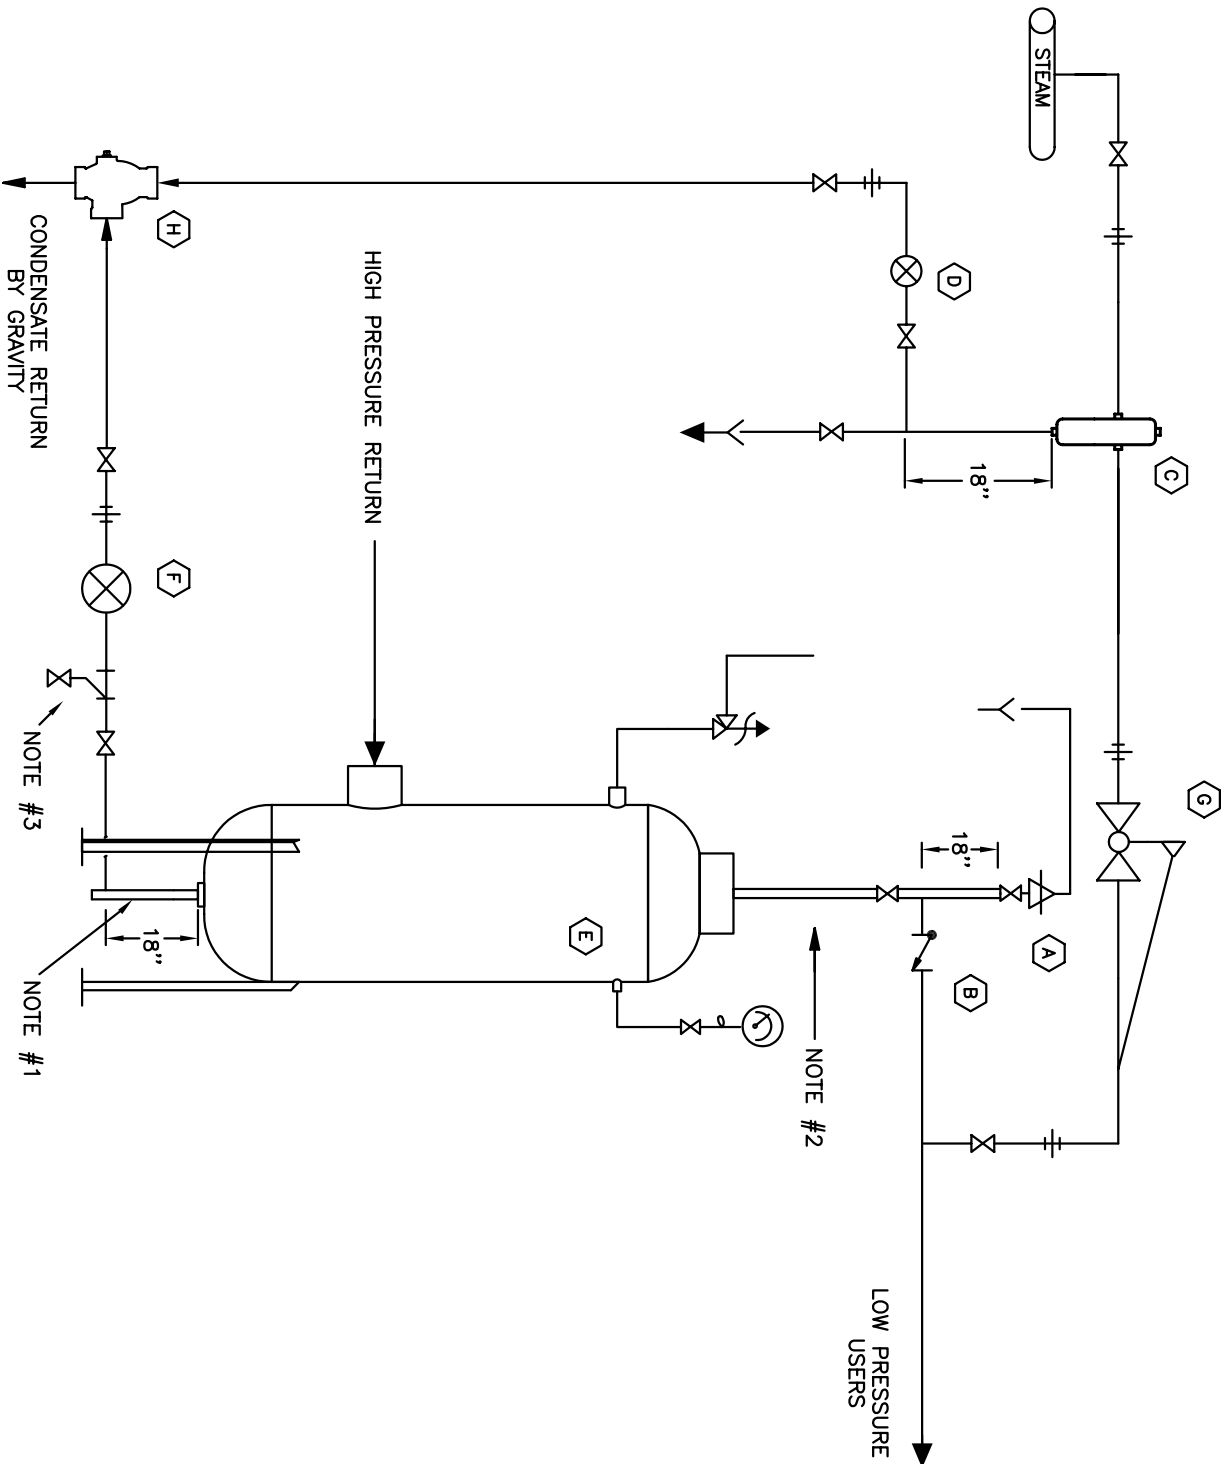 STEAM
C
G
D
18"
18"
A
B
NOTE #2
LOW PRESSURE
USERS
HIGH PRESSURE RETURN
E
H
F
18"
CONDENSATE RETURN
BY GRAVITY
NOTE #3
NOTE #1